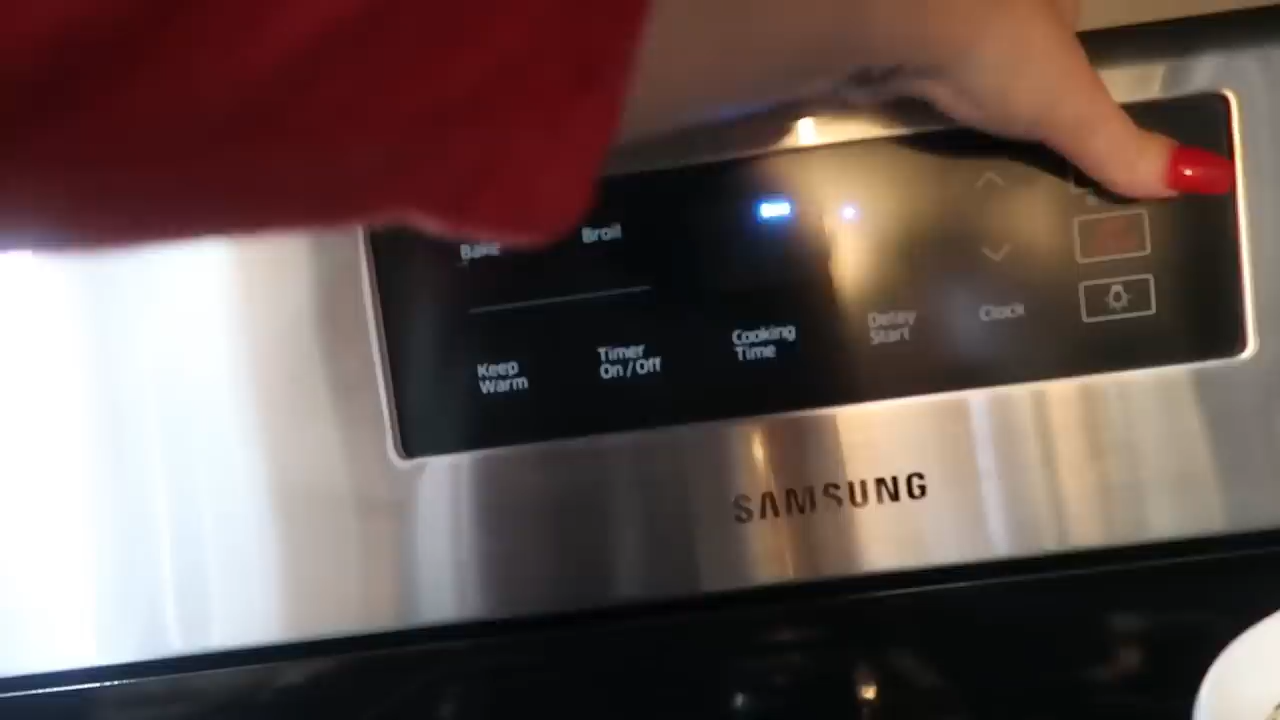 Bake
Broil
Keep
Warm
Timer
On / Off
Cooking
Time
Delay
Start
Clock
SAMSUNG